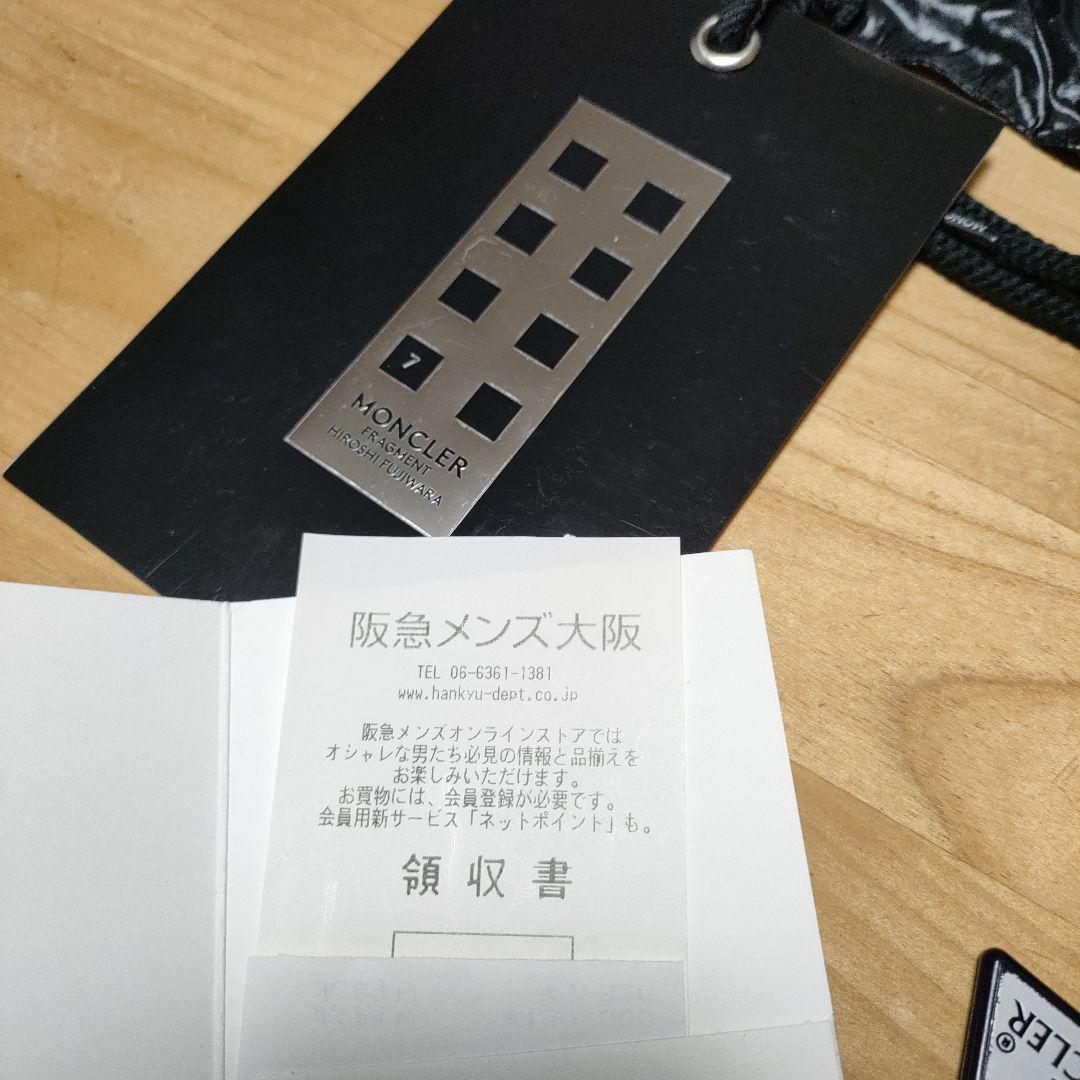 7
MONCLER
FRAGMENT
HIROSHI FUJIWARA
阪急メンズ大阪
TEL 06-6361-1381
www.hankyu-dept.co.jp
阪急メンズオンラインストアでは
オシャレな男たち必見の情報と品揃えを
お楽しみいただけます。
お買物には、会員登録が必要です。
会員用新サービス「ネットポイント」も。
領収書
CLER®